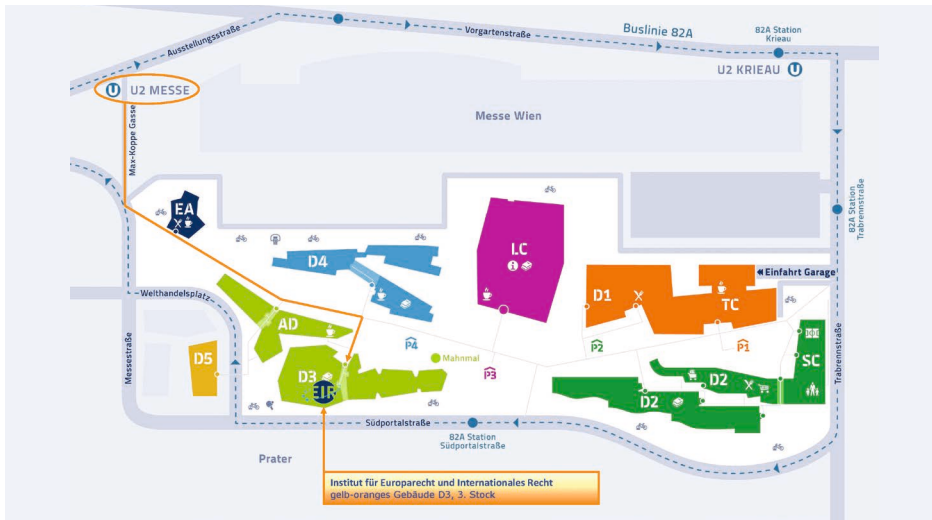 Ausstellungsstraße
Vorgartenstraße
Buslinie 82A
82A Station
Krieau
U2 KRIEAU U
U U2 MESSE
Max-Koppe Gasse
Messe Wien
82A Station
Trabrennstraße
EA
LC
D4
D1
TC
Einfahrt Garage
Welthandelsplatz
AD
P4
P2
P1
SC
Messestraße
D5
D3
EIR
Mahnmal
P3
D2
D2
Trabrennstraße
Südportalstraße
82A Station
Südportalstraße
Prater
Institut für Europarecht und Internationales Recht
gelb-oranges Gebäude D3, 3. Stock